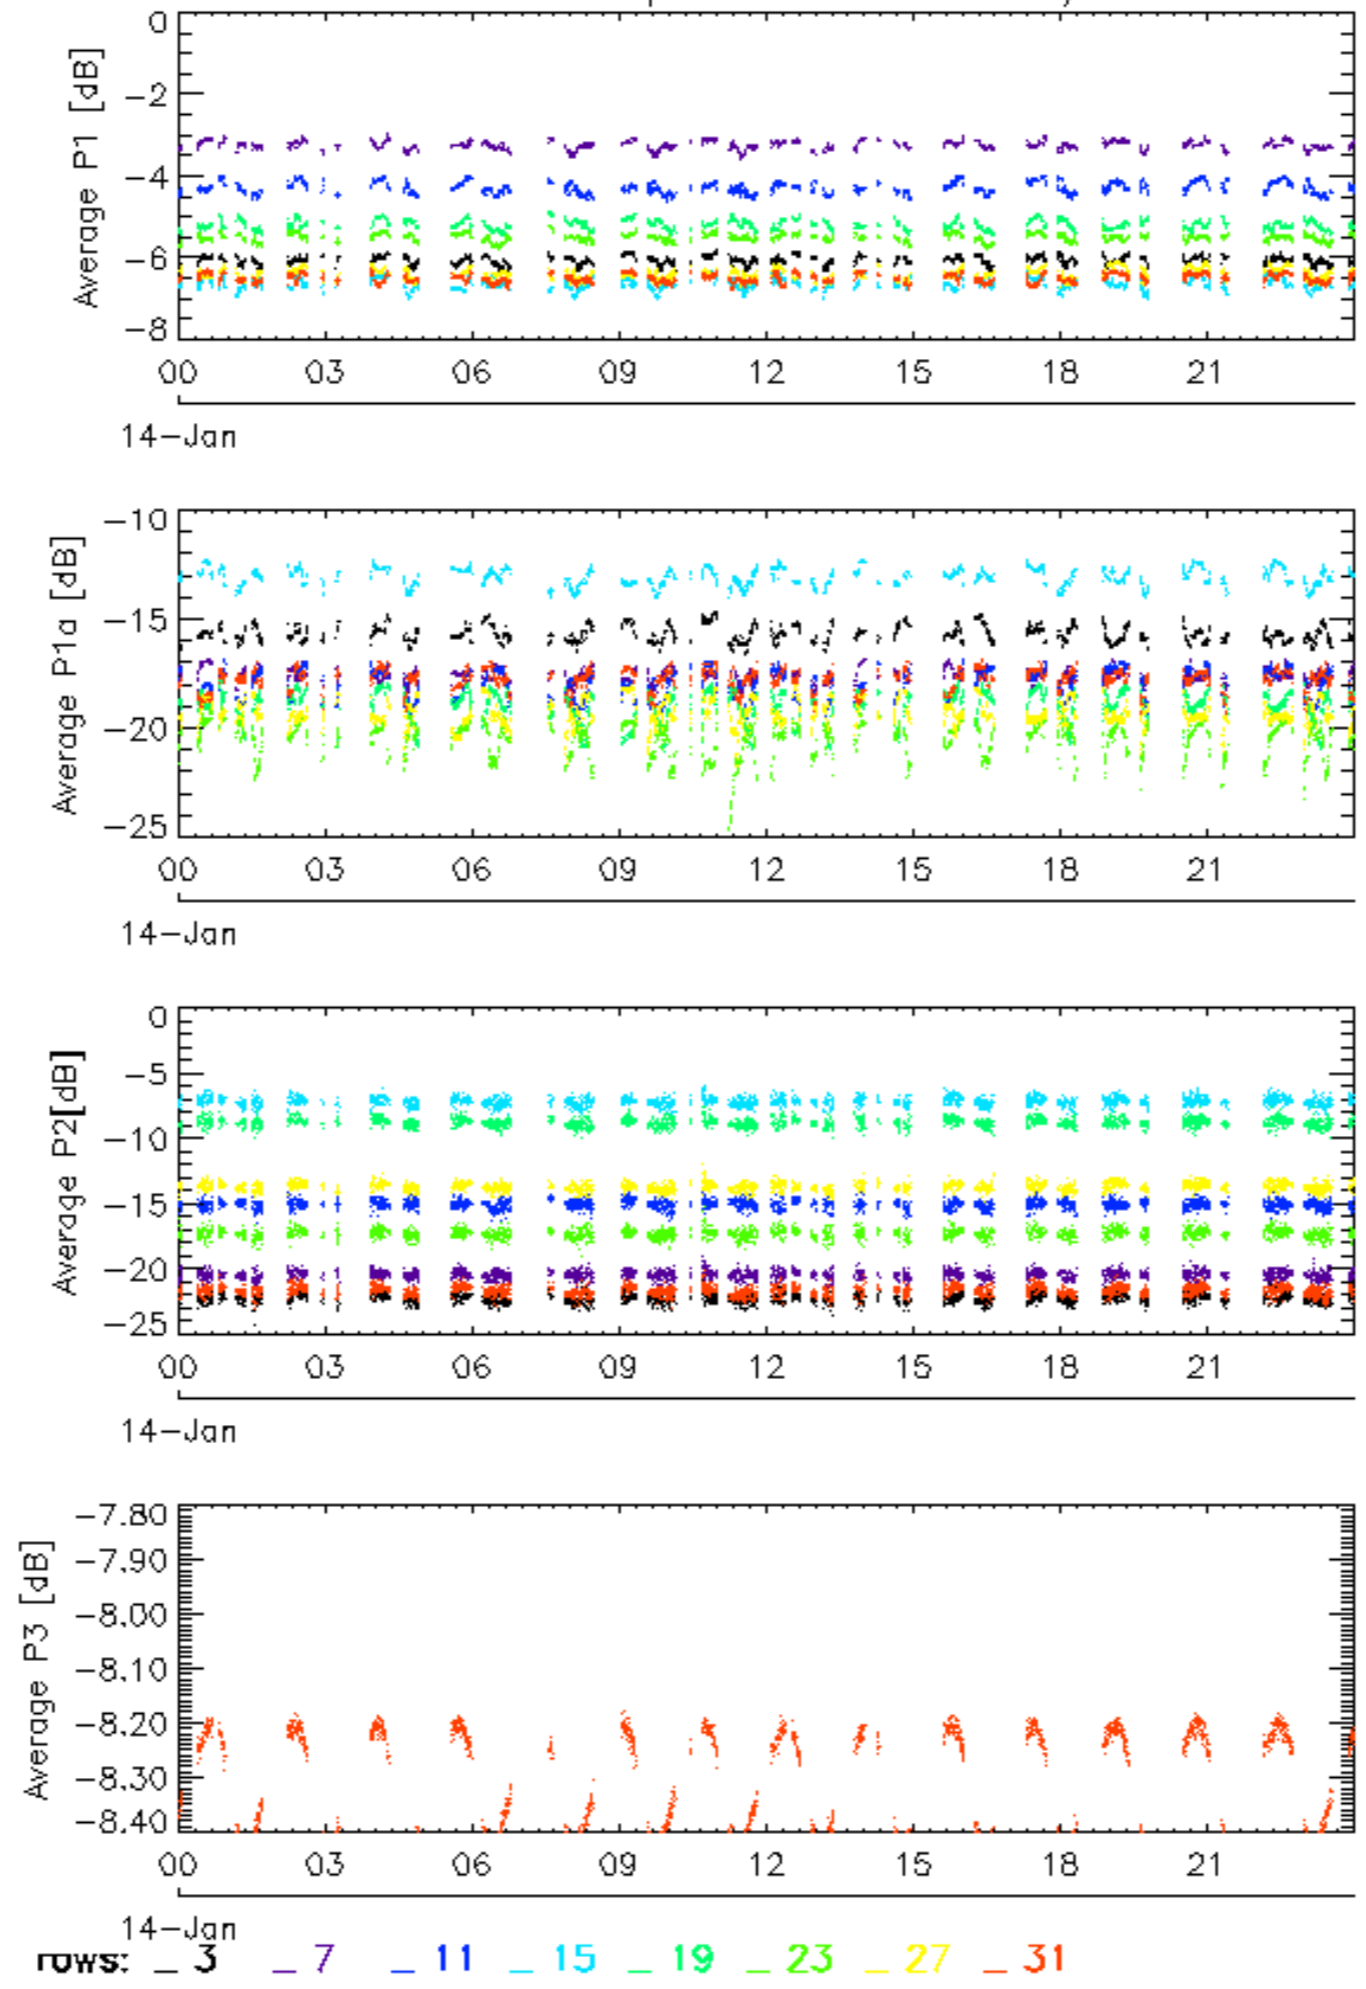 0
-2
-4
-6
-8
Average P1 [dB]
00 03 06 09 12 15 18 21
14-Jan
-10
-15
-20
-25
Average P1a [dB]
00 03 06 09 12 15 18 21
14-Jan
0
-5
-10
-15
-20
-25
Average P2[dB]
00 03 06 09 12 15 18 21
14-Jan
-7.80
-7.90
-8.00
-8.10
-8.20
-8.30
-8.40
Average P3 [dB]
00 03 06 09 12 15 18 21
14-Jan
rows: _ 3 _ 7 _ 11 _ 15 _ 19 _ 23 _ 27 _ 31